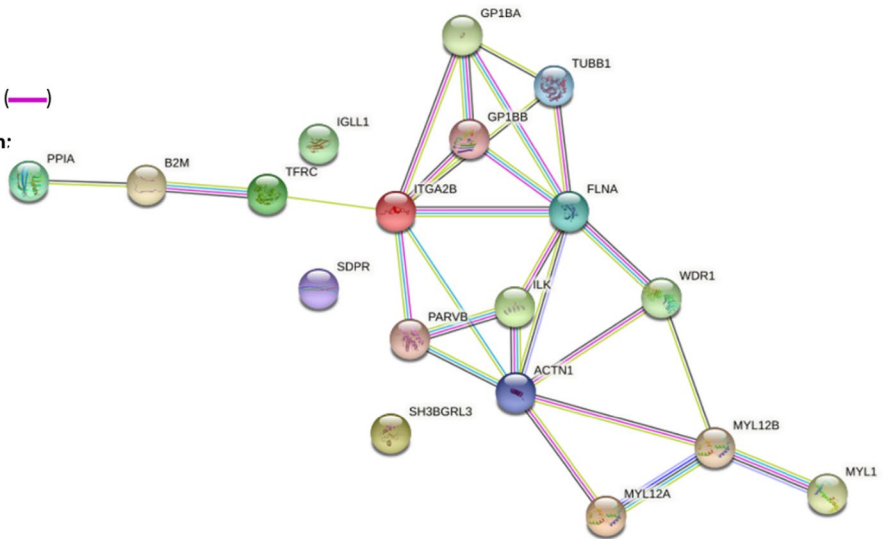 GP1BA
TUBB1
(—)
GP1BB
IGLL1
n:
PPIA
B2M
TFRC
ITGA2B
FLNA
SDPR
WDR1
ILK
PARVB
ACTN1
SH3BGRL3
MYL12B
MYL1
MYL12A